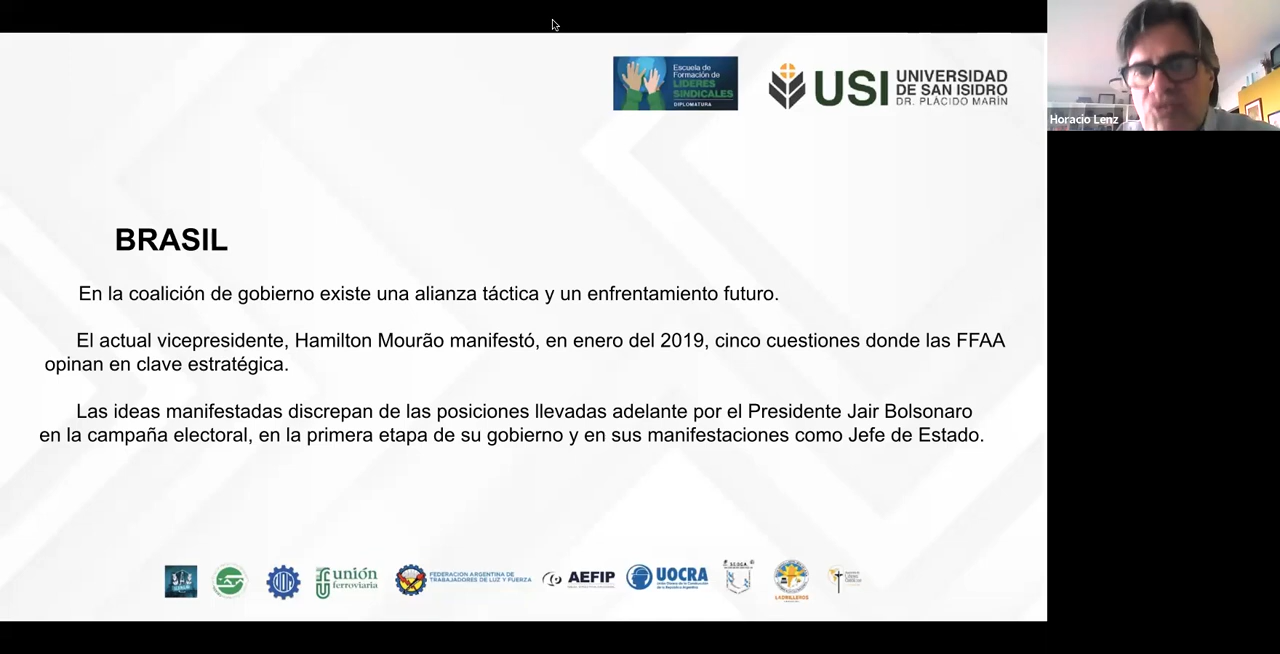 Escuela de
Formación de
LÍDERES
SINDICALES
DIPLOMATURA
USI
UNIVERSIDAD
DE SAN ISIDRO
DR. PLÁCIDO MARÍN
Horacio Lenz
BRASIL
En la coalición de gobierno existe una alianza táctica y un enfrentamiento futuro.
El actual vicepresidente, Hamilton Mourão manifestó, en enero del 2019, cinco cuestiones donde las FFAA
opinan en clave estratégica.
Las ideas manifestadas discrepan de las posiciones llevadas adelante por el Presidente Jair Bolsonaro
en la campaña electoral, en la primera etapa de su gobierno y en sus manifestaciones como Jefe de Estado.
unión
ferroviaria
FEDERACION ARGENTINA DE
TRABAJADORES DE LUZ Y FUERZA
AEFIP
UOCRA
LADRILLEROS